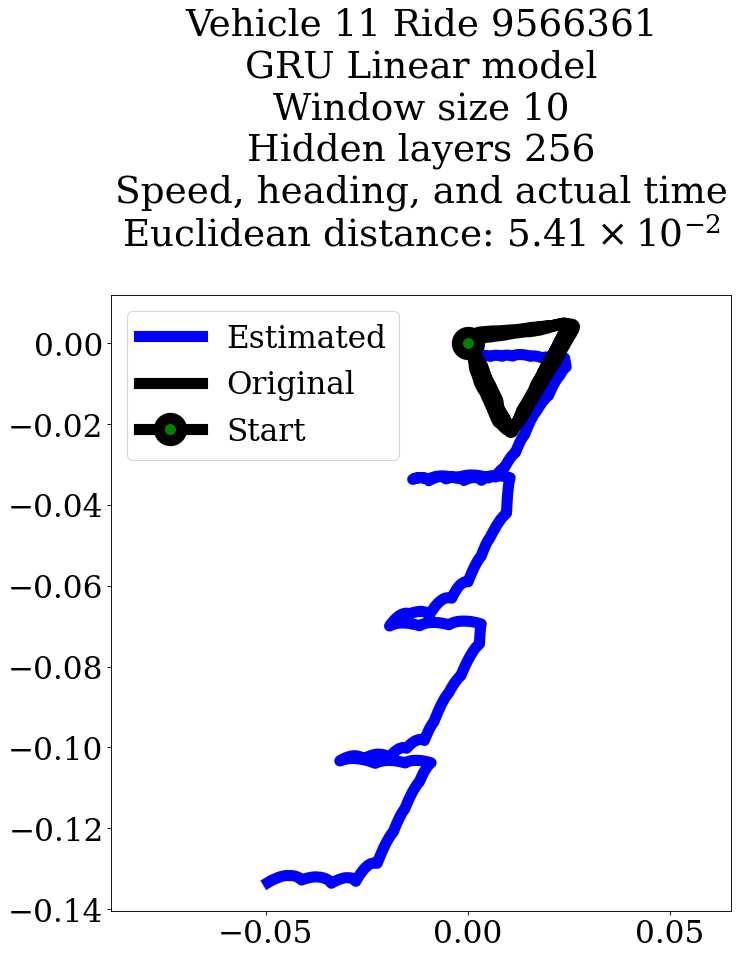 Vehicle 11 Ride 9566361
GRU Linear model
Window size 10
Hidden layers 256
Speed, heading, and actual time
Euclidean distance: 5.41 × 10⁻²
Estimated
Original
Start
0.00
−0.02
−0.04
−0.06
−0.08
−0.10
−0.12
−0.14
−0.05
0.00
0.05